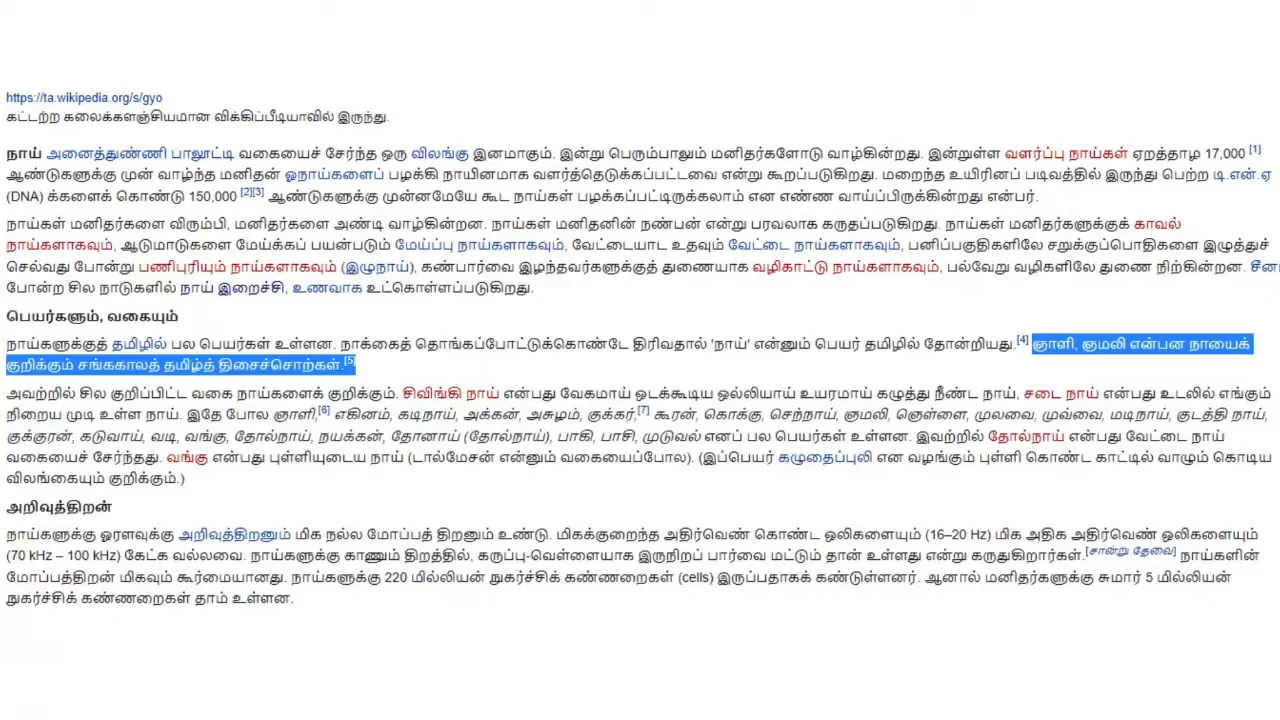 https://ta.wikipedia.org/s/gyo
கட்டற்ற கலைக்களஞ்சியமான விக்கிப்பீடியாவில் இருந்து.
நாய் அனைத்துண்ணி பாலூட்டி வகையைச் சேர்ந்த ஒரு விலங்கு இனமாகும். இன்று பெரும்பாலும் மனிதர்களோடு வாழ்கின்றது. இன்றுள்ள வளர்ப்பு நாய்கள் ஏறத்தாழ 17,000 [1]
ஆண்டுகளுக்கு முன் வாழ்ந்த மனிதன் ஓநாய்களைப் பழக்கி நாயினமாக வளர்த்தெடுக்கப்பட்டவை என்று கூறப்படுகிறது. மறைந்த உயிரினப் படிவத்தில் இருந்து பெற்ற டி.என்.ஏ
(DNA) க்களைக் கொண்டு 150,000 [2][3] ஆண்டுகளுக்கு முன்னமேயே கூட நாய்கள் பழக்கப்பட்டிருக்கலாம் என எண்ண வாய்ப்பிருக்கின்றது என்பர்.
நாய்கள் மனிதர்களை விரும்பி, மனிதர்களை அண்டி வாழ்கின்றன. நாய்கள் மனிதனின் நண்பன் என்று பரவலாக கருதப்படுகிறது. நாய்கள் மனிதர்களுக்குக் காவல்
நாய்களாகவும், ஆடுமாடுகளை மேய்க்கப் பயன்படும் மேய்ப்பு நாய்களாகவும், வேட்டையாட உதவும் வேட்டை நாய்களாகவும், பனிப்பகுதிகளிலே சறுக்குப்பொதிகளை இழுத்துச்
செல்வது போன்று பணிபுரியும் நாய்களாகவும் (இழுநாய்), கண்பார்வை இழந்தவர்களுக்குத் துணையாக வழிகாட்டு நாய்களாகவும், பல்வேறு வழிகளிலே துணை நிற்கின்றன.
போன்ற சில நாடுகளில் நாய் இறைச்சி, உணவாக உட்கொள்ளப்படுகிறது.
பெயர்களும், வகையும்
நாய்களுக்குத் தமிழில் பல பெயர்கள் உள்ளன. நாக்கைத் தொங்கப்போட்டுக்கொண்டே திரிவதால் 'நாய்' என்னும் பெயர் தமிழில் தோன்றியது.[4] ஞாளி, ஞமலி என்பன நாயைக்
குறிக்கும் சங்ககாலத் தமிழ்த் திசைச்சொற்கள்.[5]
அவற்றில் சில குறிப்பிட்ட வகை நாய்களைக் குறிக்கும். சிவிங்கி நாய் என்பது வேகமாய் ஓடக்கூடிய ஒல்லியாய் உயரமாய் கழுத்து நீண்ட நாய், சடை நாய் என்பது உடலில் எங்கும்
நிறைய முடி உள்ள நாய். இதே போல ஞாளி,[6] எகினம், கடிநாய், அக்கன், அசுழம், குக்கர்,[7] கூரன், கொக்கு, செந்நாய், ஞமலி, ஞெள்ளை, முலவை, முவ்வை, மடிநாய், குடத்தி நாய்,
குக்குரன், கடுவாய், வடி, வங்கு, தோல்நாய், நயக்கன், தோனாய் (தோல்நாய்), பாகி, பாசி, முடுவல் எனப் பல பெயர்கள் உள்ளன. இவற்றில் தோல்நாய் என்பது வேட்டை நாய்
வகையைச் சேர்ந்தது. வங்கு என்பது புள்ளியுடைய நாய் (டால்மேசன் என்னும் வகையைப்போல). (இப்பெயர் கழுதைப்புலி என வழங்கும் புள்ளி கொண்ட காட்டில் வாழும் கொடிய
விலங்கையும் குறிக்கும்.)
அறிவுத்திறன்
நாய்களுக்கு ஓரளவுக்கு அறிவுத்திறனும் மிக நல்ல மோப்பத் திறனும் உண்டு. மிகக்குறைந்த அதிர்வெண் கொண்ட ஒலிகளையும் (16–20 Hz) மிக அதிக அதிர்வெண் ஒலிகளையும்
(70 kHz – 100 kHz) கேட்க வல்லவை. நாய்களுக்கு காணும் திறத்தில், கருப்பு-வெள்ளையாக இருநிறப் பார்வை மட்டும் தான் உள்ளது என்று கருதுகிறார்கள்.[சான்று தேவை] நாய்களின்
மோப்பத்திறன் மிகவும் கூர்மையானது. நாய்களுக்கு 220 மில்லியன் நுகர்ச்சிக் கண்ணறைகள் (cells) இருப்பதாகக் கண்டுள்ளனர். ஆனால் மனிதர்களுக்கு சுமார் 5 மில்லியன்
நுகர்ச்சிக் கண்ணறைகள் தாம் உள்ளன.